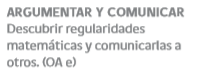 ARGUMENTAR Y COMUNICAR
Descubrir regularidades
matemáticas y comunicarlas a
otros. (OA e)